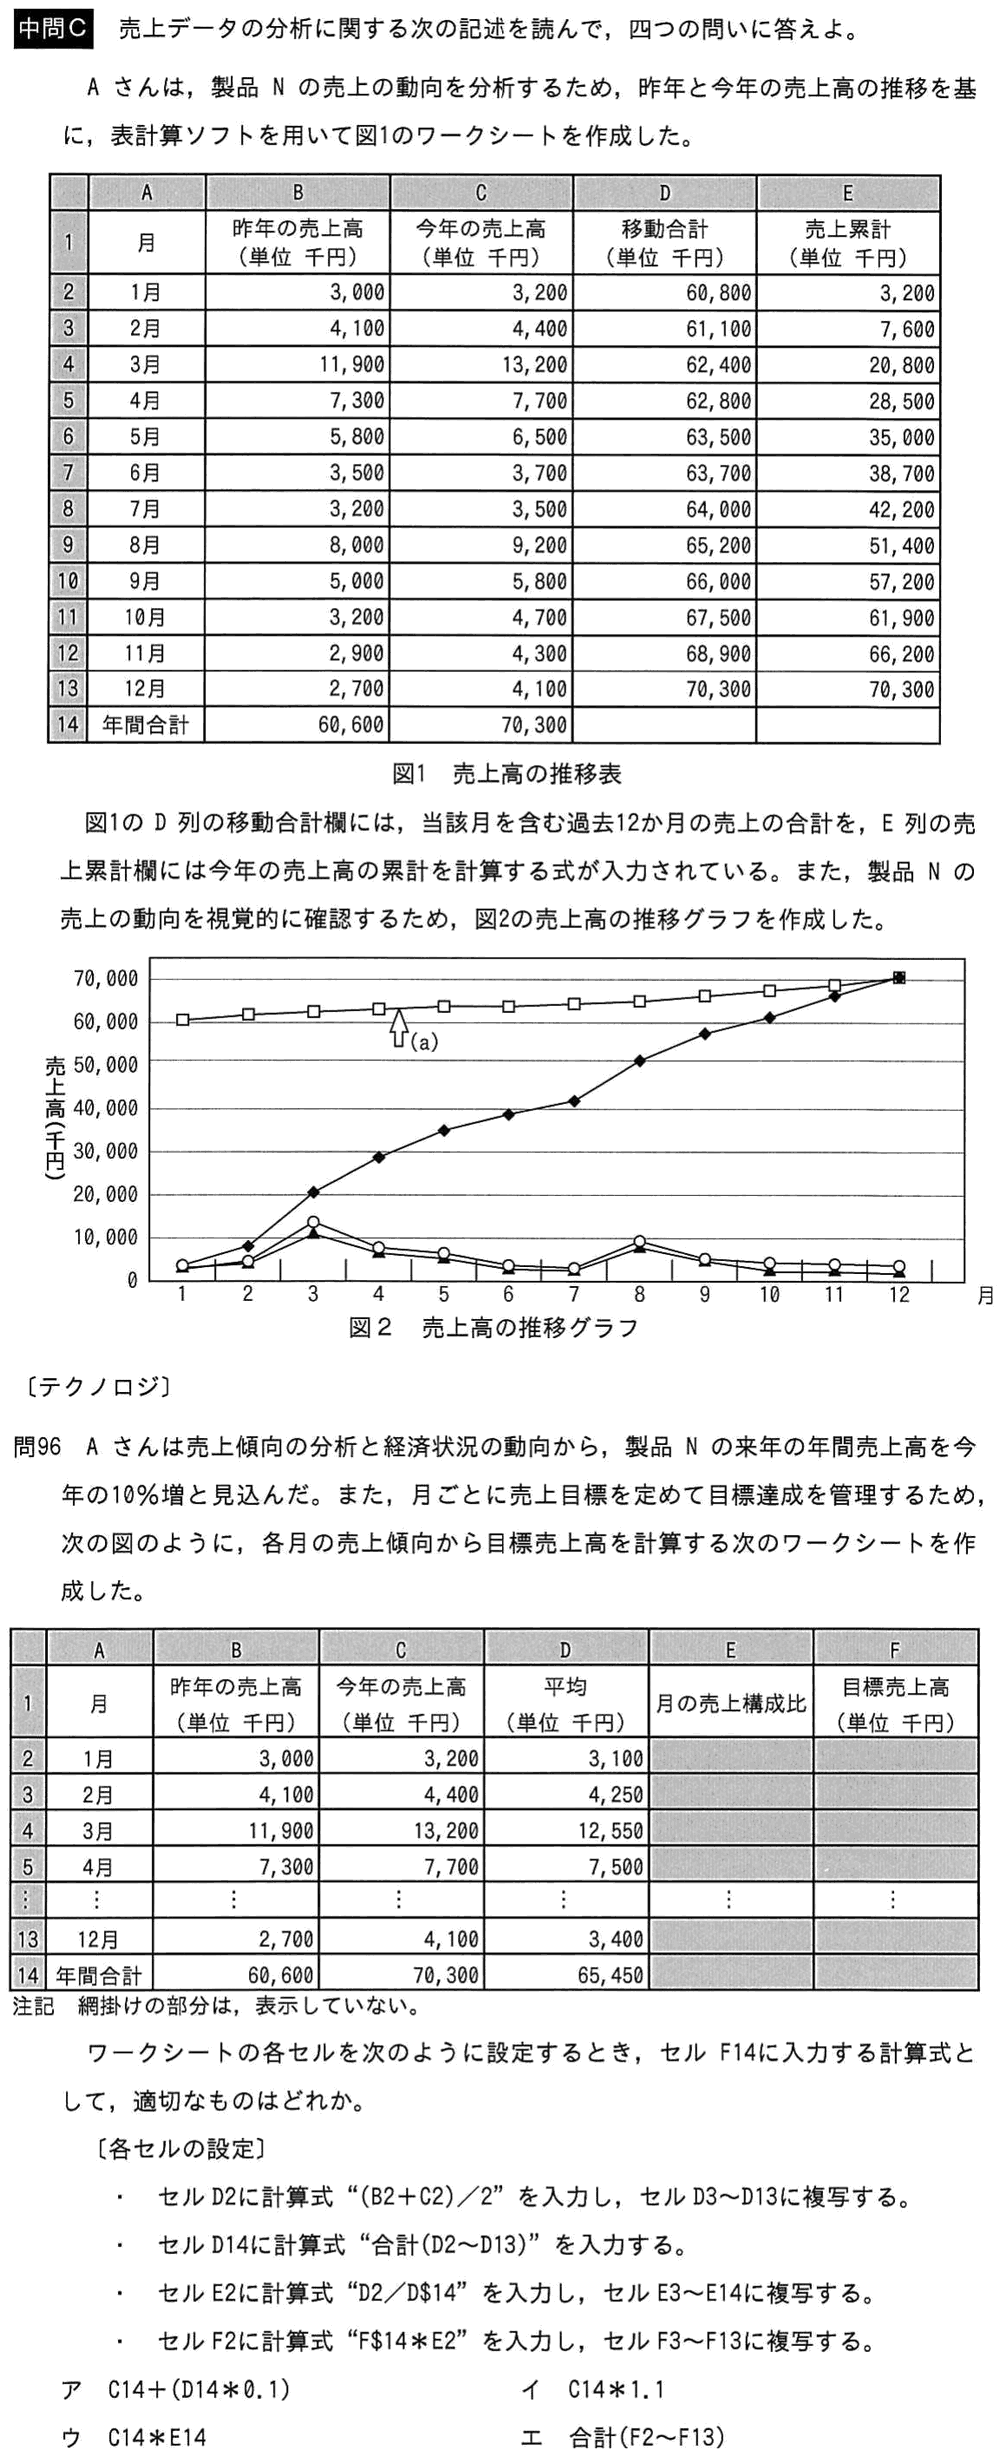 中問C 売上データの分析に関する次の記述を読んで，四つの問いに答えよ。
A さんは，製品 N の売上の動向を分析するため，昨年と今年の売上高の推移を基
に，表計算ソフトを用いて図1のワークシートを作成した。
A B C D E
1 月 昨年の売上高（単位 千円） 今年の売上高（単位 千円） 移動合計（単位 千円） 売上累計（単位 千円）
2 1月 3,000 3,200 60,800 3,200
3 2月 4,100 4,400 61,100 7,600
4 3月 11,900 13,200 62,400 20,800
5 4月 7,300 7,700 62,800 28,500
6 5月 5,800 6,500 63,500 35,000
7 6月 3,500 3,700 63,700 38,700
8 7月 3,200 3,500 64,000 42,200
9 8月 8,000 9,200 65,200 51,400
10 9月 5,000 5,800 66,000 57,200
11 10月 3,200 4,700 67,500 61,900
12 11月 2,900 4,300 68,900 66,200
13 12月 2,700 4,100 70,300 70,300
14 年間合計 60,600 70,300
図1 売上高の推移表
図1の D 列の移動合計欄には，当該月を含む過去12か月の売上の合計を，E 列の売
上累計欄には今年の売上高の累計を計算する式が入力されている。また，製品 N の
売上の動向を視覚的に確認するため，図2の売上高の推移グラフを作成した。
70,000
60,000
(a)
50,000
40,000
30,000
20,000
10,000
0
売上高(千円)
1 2 3 4 5 6 7 8 9 10 11 12 月
図２ 売上高の推移グラフ
〔テクノロジ〕
問96 A さんは売上傾向の分析と経済状況の動向から，製品 N の来年の年間売上高を今
年の10％増と見込んだ。また，月ごとに売上目標を定めて目標達成を管理するため，
次の図のように，各月の売上傾向から目標売上高を計算する次のワークシートを作
成した。
A B C D E F
1 月 昨年の売上高（単位 千円） 今年の売上高（単位 千円） 平均（単位 千円） 月の売上構成比 目標売上高（単位 千円）
2 1月 3,000 3,200 3,100
3 2月 4,100 4,400 4,250
4 3月 11,900 13,200 12,550
5 4月 7,300 7,700 7,500
⋮ ⋮ ⋮ ⋮ ⋮ ⋮ ⋮
13 12月 2,700 4,100 3,400
14 年間合計 60,600 70,300 65,450
注記 網掛けの部分は，表示していない。
ワークシートの各セルを次のように設定するとき，セル F14に入力する計算式と
して，適切なものはどれか。
〔各セルの設定〕
・ セル D2に計算式 “(B2＋C2)／2” を入力し，セル D3～D13に複写する。
・ セル D14に計算式 “合計(D2～D13)” を入力する。
・ セル E2に計算式 “D2／D$14” を入力し，セル E3～E14に複写する。
・ セル F2に計算式 “F$14＊E2” を入力し，セル F3～F13に複写する。
ア C14＋(D14＊0.1) イ C14＊1.1
ウ C14＊E14 エ 合計(F2～F13)